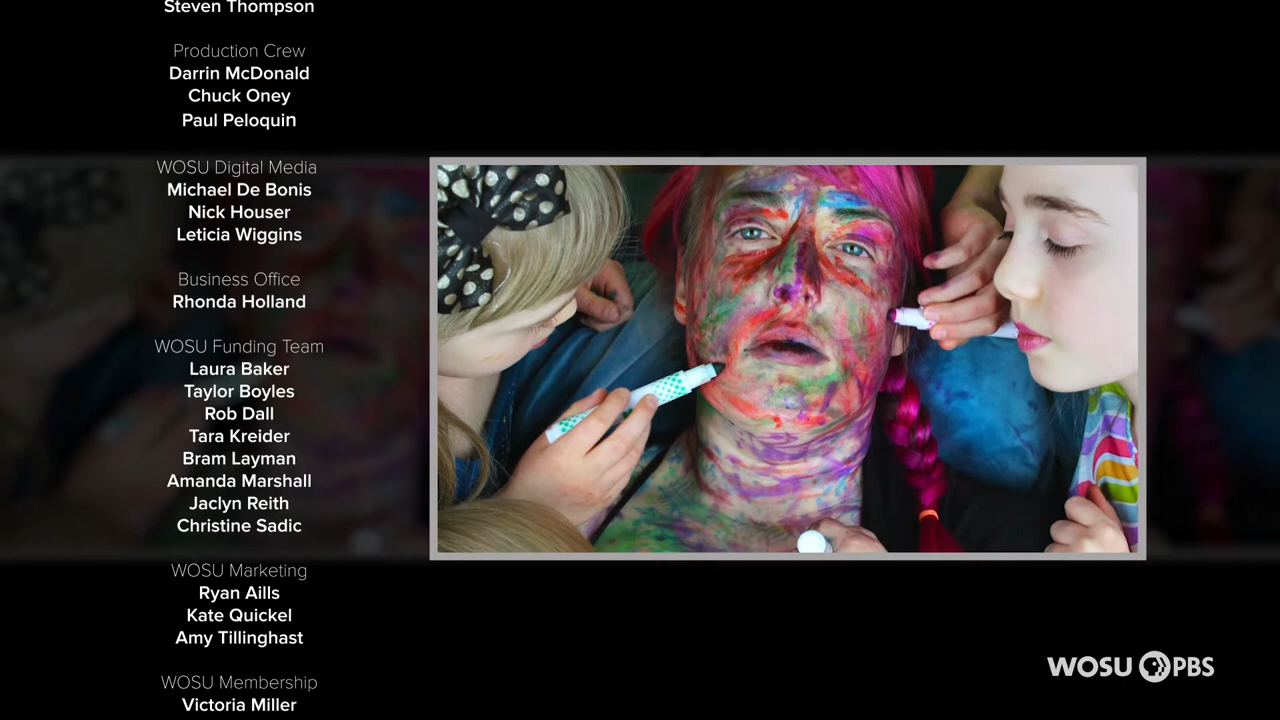 Steven Thompson
Production Crew
Darrin McDonald
Chuck Oney
Paul Peloquin
WOSU Digital Media
Michael De Bonis
Nick Houser
Leticia Wiggins
Business Office
Rhonda Holland
WOSU Funding Team
Laura Baker
Taylor Boyles
Rob Dall
Tara Kreider
Bram Layman
Amanda Marshall
Jaclyn Reith
Christine Sadic
WOSU Marketing
Ryan Aills
Kate Quickel
Amy Tillinghast
WOSU Membership
Victoria Miller
WOSU PBS